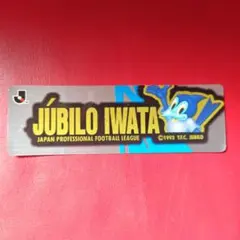 JÚBILO IWATA
JAPAN PROFESSIONAL FOOTBALL LEAGUE